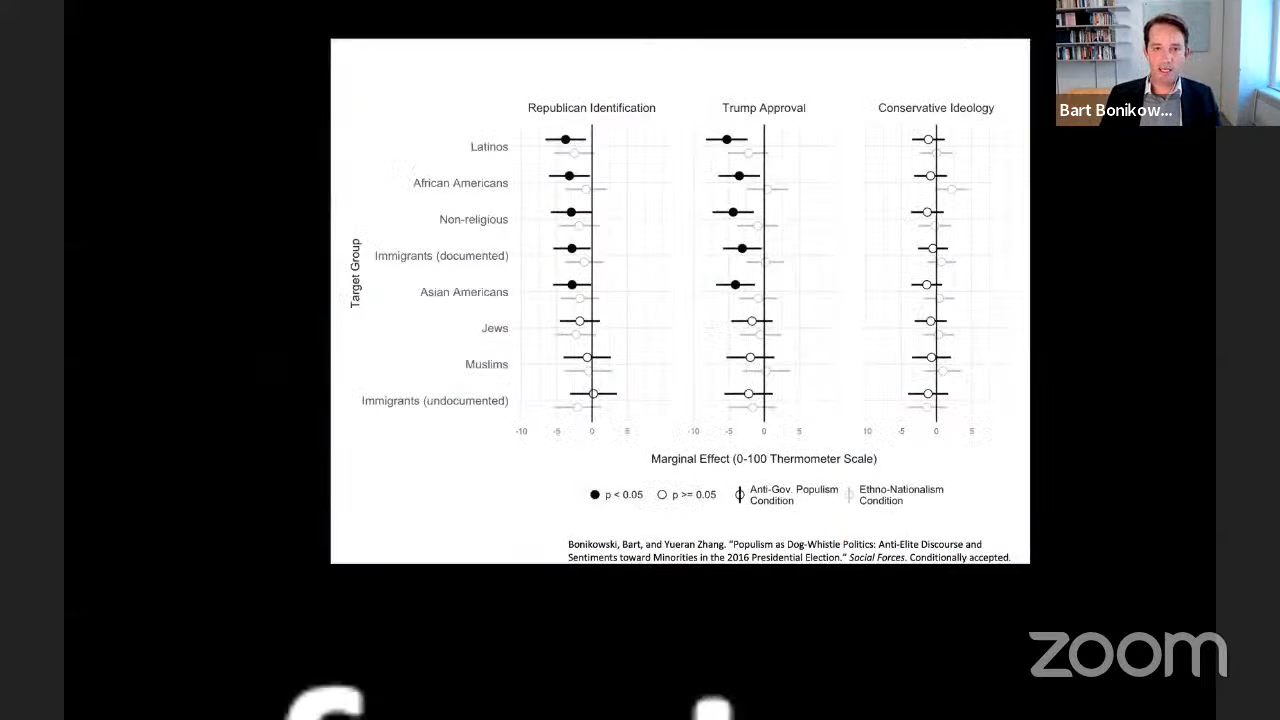 Bart Bonikow...
Republican Identification
Trump Approval
Conservative Ideology
Target Group
Latinos
African Americans
Non-religious
Immigrants (documented)
Asian Americans
Jews
Muslims
Immigrants (undocumented)
-10 -5 0 5
-10 -5 0 5
10 -5 0 5
Marginal Effect (0-100 Thermometer Scale)
p < 0.05
p >= 0.05
Anti-Gov. Populism
Condition
Ethno-Nationalism
Condition
Bonikowski, Bart, and Yueran Zhang. "Populism as Dog-Whistle Politics: Anti-Elite Discourse and
Sentiments toward Minorities in the 2016 Presidential Election." Social Forces. Conditionally accepted.
zoom